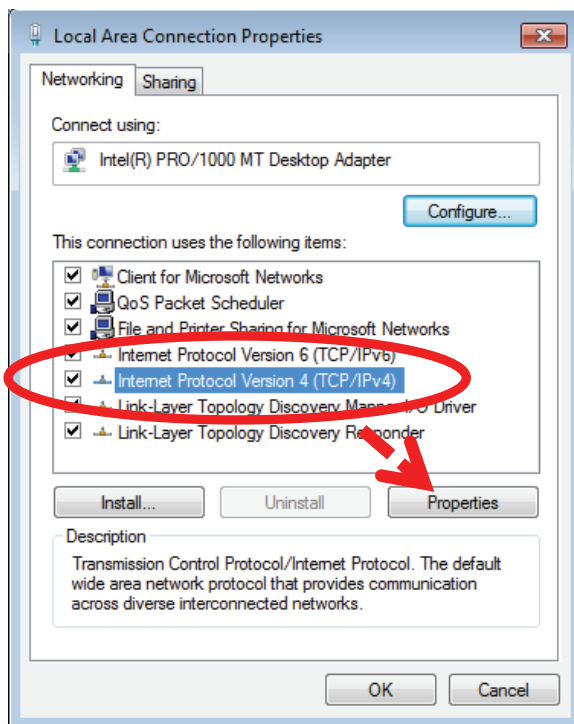 Local Area Connection Properties
Networking
Sharing
Connect using:
Intel(R) PRO/1000 MT Desktop Adapter
Configure...
This connection uses the following items:
Client for Microsoft Networks
QoS Packet Scheduler
File and Printer Sharing for Microsoft Networks
Internet Protocol Version 6 (TCP/IPv6)
Internet Protocol Version 4 (TCP/IPv4)
Link-Layer Topology Discovery Mapper I/O Driver
Link-Layer Topology Discovery Responder
Install...
Uninstall
Properties
Description
Transmission Control Protocol/Internet Protocol. The default
wide area network protocol that provides communication
across diverse interconnected networks.
OK
Cancel